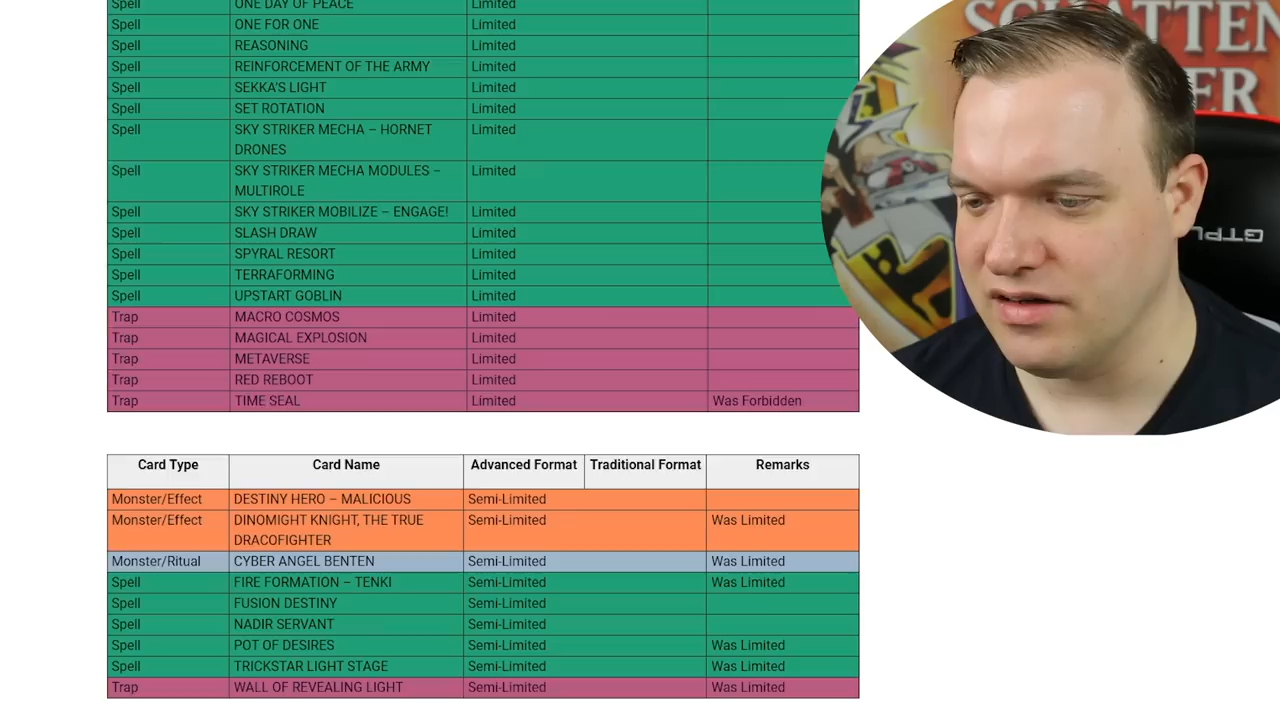 Spell ONE DAY OF PEACE Limited
Spell ONE FOR ONE Limited
Spell REASONING Limited
Spell REINFORCEMENT OF THE ARMY Limited
Spell SEKKA'S LIGHT Limited
Spell SET ROTATION Limited
Spell SKY STRIKER MECHA – HORNET Limited
DRONES
Spell SKY STRIKER MECHA MODULES – Limited
MULTIROLE
Spell SKY STRIKER MOBILIZE – ENGAGE! Limited
Spell SLASH DRAW Limited
Spell SPYRAL RESORT Limited
Spell TERRAFORMING Limited
Spell UPSTART GOBLIN Limited
Trap MACRO COSMOS Limited
Trap MAGICAL EXPLOSION Limited
Trap METAVERSE Limited
Trap RED REBOOT Limited
Trap TIME SEAL Limited Was Forbidden
Card Type Card Name Advanced Format Traditional Format Remarks
Monster/Effect DESTINY HERO – MALICIOUS Semi-Limited
Monster/Effect DINOMIGHT KNIGHT, THE TRUE Semi-Limited Was Limited
DRACOFIGHTER
Monster/Ritual CYBER ANGEL BENTEN Semi-Limited Was Limited
Spell FIRE FORMATION – TENKI Semi-Limited Was Limited
Spell FUSION DESTINY Semi-Limited
Spell NADIR SERVANT Semi-Limited
Spell POT OF DESIRES Semi-Limited Was Limited
Spell TRICKSTAR LIGHT STAGE Semi-Limited Was Limited
Trap WALL OF REVEALING LIGHT Semi-Limited Was Limited
SCHATTEN
ER